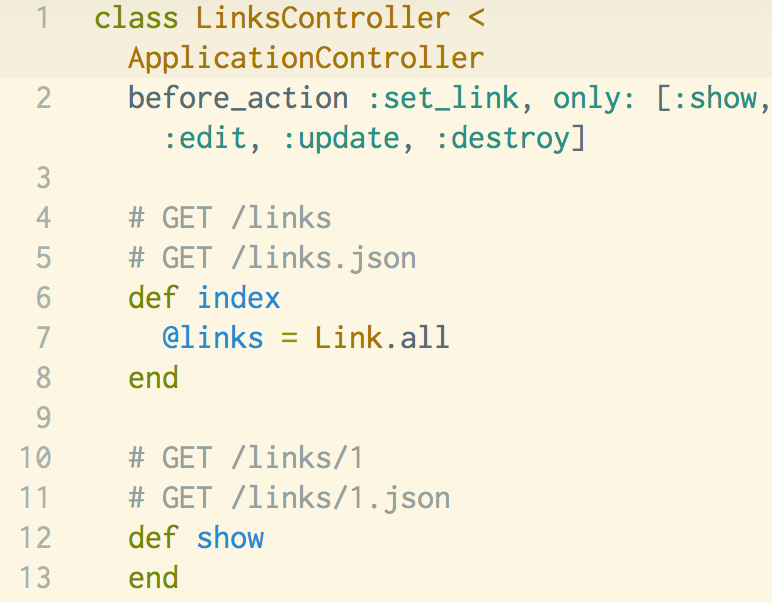 1 class LinksController <
ApplicationController
2 before_action :set_link, only: [:show,
:edit, :update, :destroy]
3
4 # GET /links
5 # GET /links.json
6 def index
7 @links = Link.all
8 end
9
10 # GET /links/1
11 # GET /links/1.json
12 def show
13 end